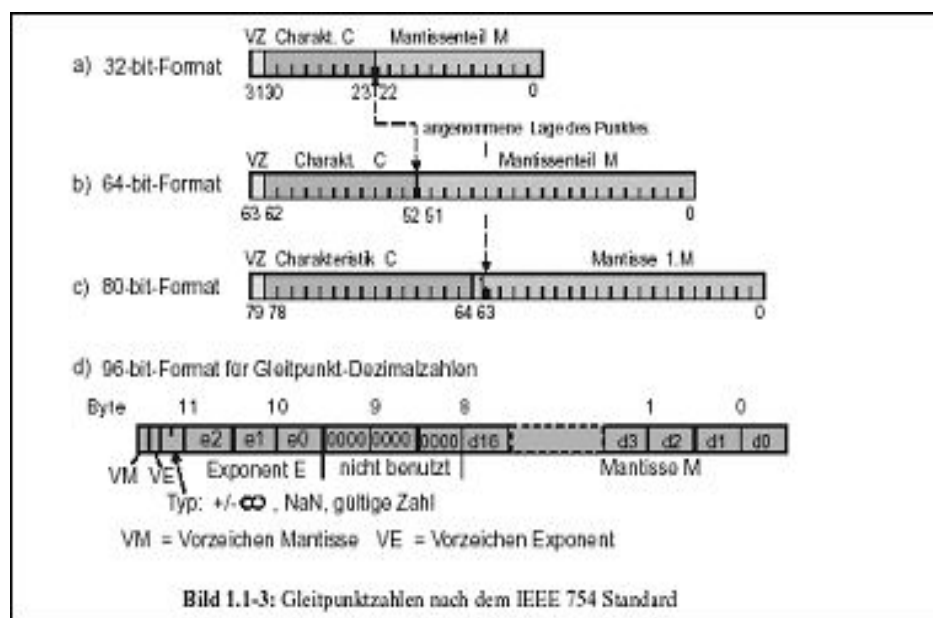 VZ Charakt. C Mantissenteil M
a) 32-bit-Format
3130 23 22 0
angenommene Lage des Punktes
VZ Charakt. C Mantissenteil M
b) 64-bit-Format
63 62 52 51 0
VZ Charakteristik C Mantisse 1.M
c) 80-bit-Format
79 78 64 63 0
d) 96-bit-Format für Gleitpunkt-Dezimalzahlen
Byte 11 10 9 8 1 0
e2 e1 e0 0000 0000 0000 d16 d3 d2 d1 d0
VM VE Exponent E nicht benutzt Mantisse M
Typ: +/-∞ , NaN, gültige Zahl
VM = Vorzeichen Mantisse VE = Vorzeichen Exponent
Bild 1.1-3: Gleitpunktzahlen nach dem IEEE 754 Standard